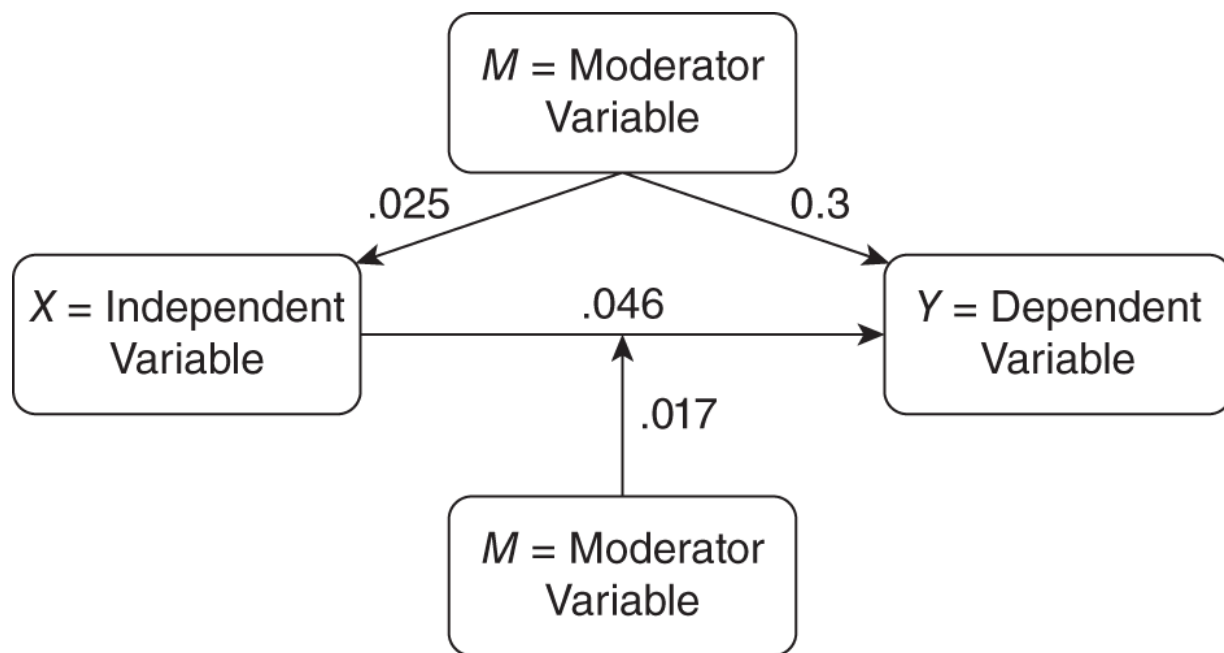 M = Moderator
Variable
.025
0.3
X = Independent
Variable
.046
Y = Dependent
Variable
.017
M = Moderator
Variable